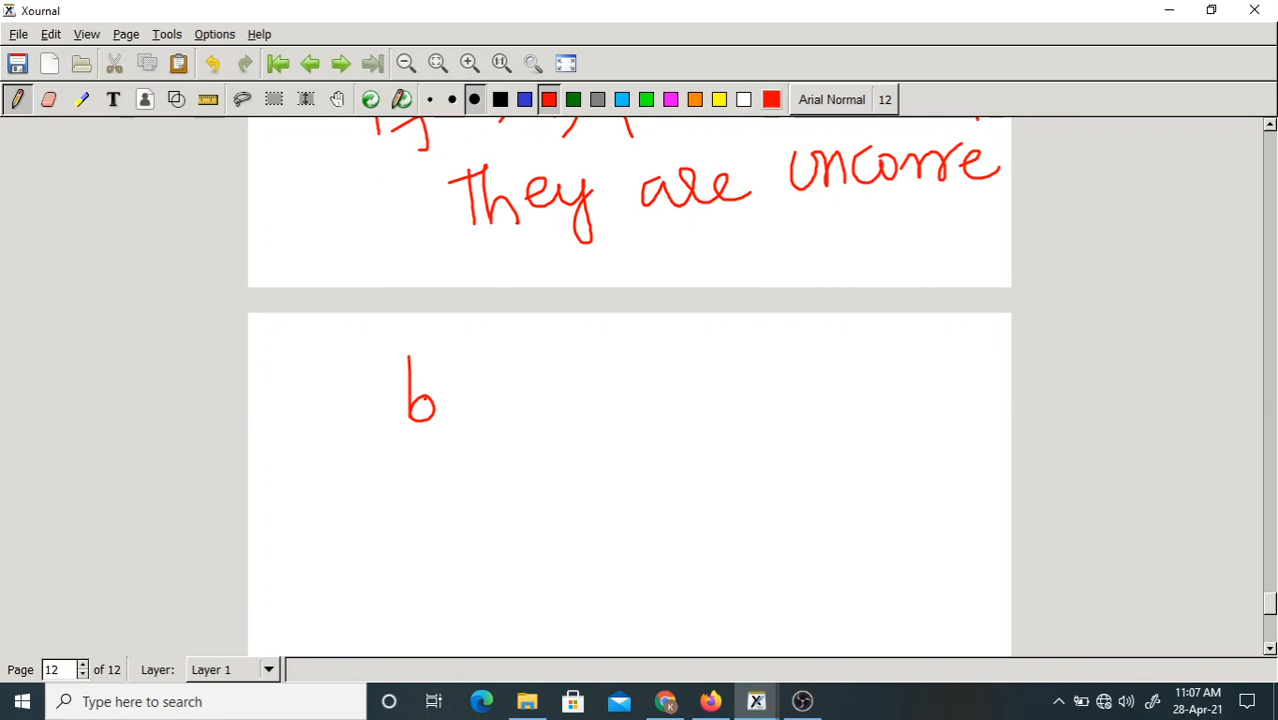 Xournal
File Edit View Page Tools Options Help
T Arial Normal 12
they are uncorre
b
Page 12 of 12 Layer: Layer 1
Type here to search
11:07 AM
28-Apr-21